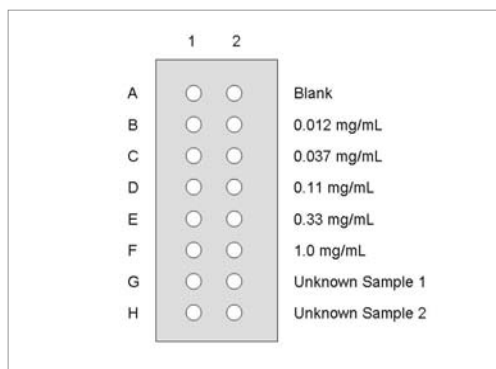 1 2
A Blank
B 0.012 mg/mL
C 0.037 mg/mL
D 0.11 mg/mL
E 0.33 mg/mL
F 1.0 mg/mL
G Unknown Sample 1
H Unknown Sample 2